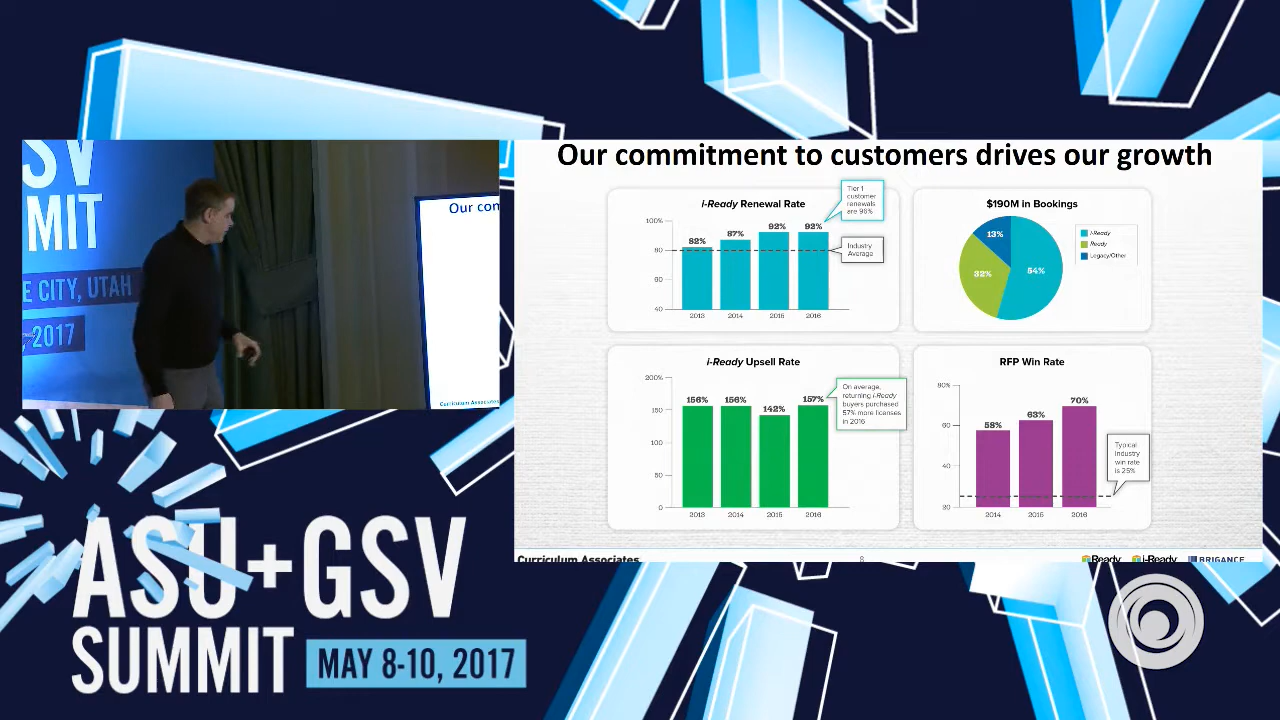 SV
MMIT
E CITY, UTAH
2017
Our con
Curriculum Associates
Our commitment to customers drives our growth
i-Ready Renewal Rate
Tier 1
customer
renewals
are 96%
100%
80
60
40
82%
87%
92%
92%
Industry
Average
2013
2014
2015
2016
$190M in Bookings
13%
32%
54%
i-Ready
Ready
Legacy/Other
i-Ready Upsell Rate
200%
150
100
50
0
156%
156%
142%
157%
On average,
returning i-Ready
buyers purchased
57% more licenses
in 2016
2013
2014
2015
2016
RFP Win Rate
80%
60
40
58%
63%
70%
Typical
industry
win rate
is 25%
2014
2015
2016
Curriculum Associates
8
Ready
i-Ready
BRIGANCE
ASU+GSV
SUMMIT
MAY 8-10, 2017